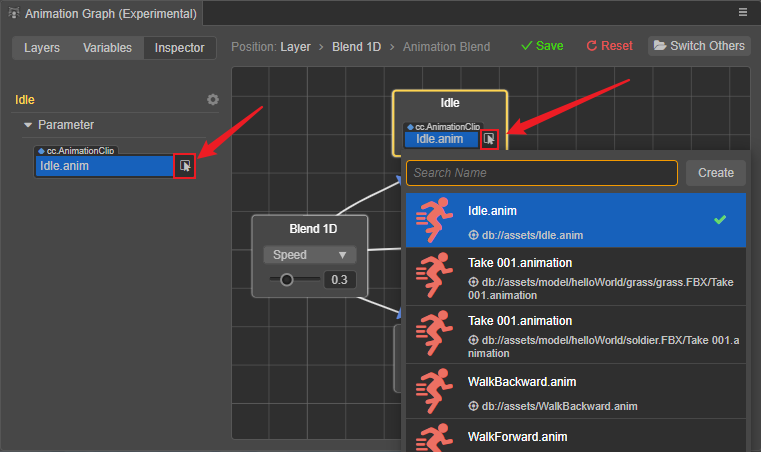 Animation Graph (Experimental)
Layers Variables Inspector
Position: Layer > Blend 1D > Animation Blend
Save Reset Switch Others
Idle
Parameter
cc.AnimationClip
Idle.anim
Idle
cc.AnimationClip
Idle.anim
Blend 1D
Speed
0.3
Search Name
Create
Idle.anim
db://assets/Idle.anim
Take 001.animation
db://assets/model/helloWorld/grass/grass.FBX/Take
001.animation
Take 001.animation
db://assets/model/helloWorld/soldier.FBX/Take 001.a
nimation
WalkBackward.anim
db://assets/WalkBackward.anim
WalkForward.anim